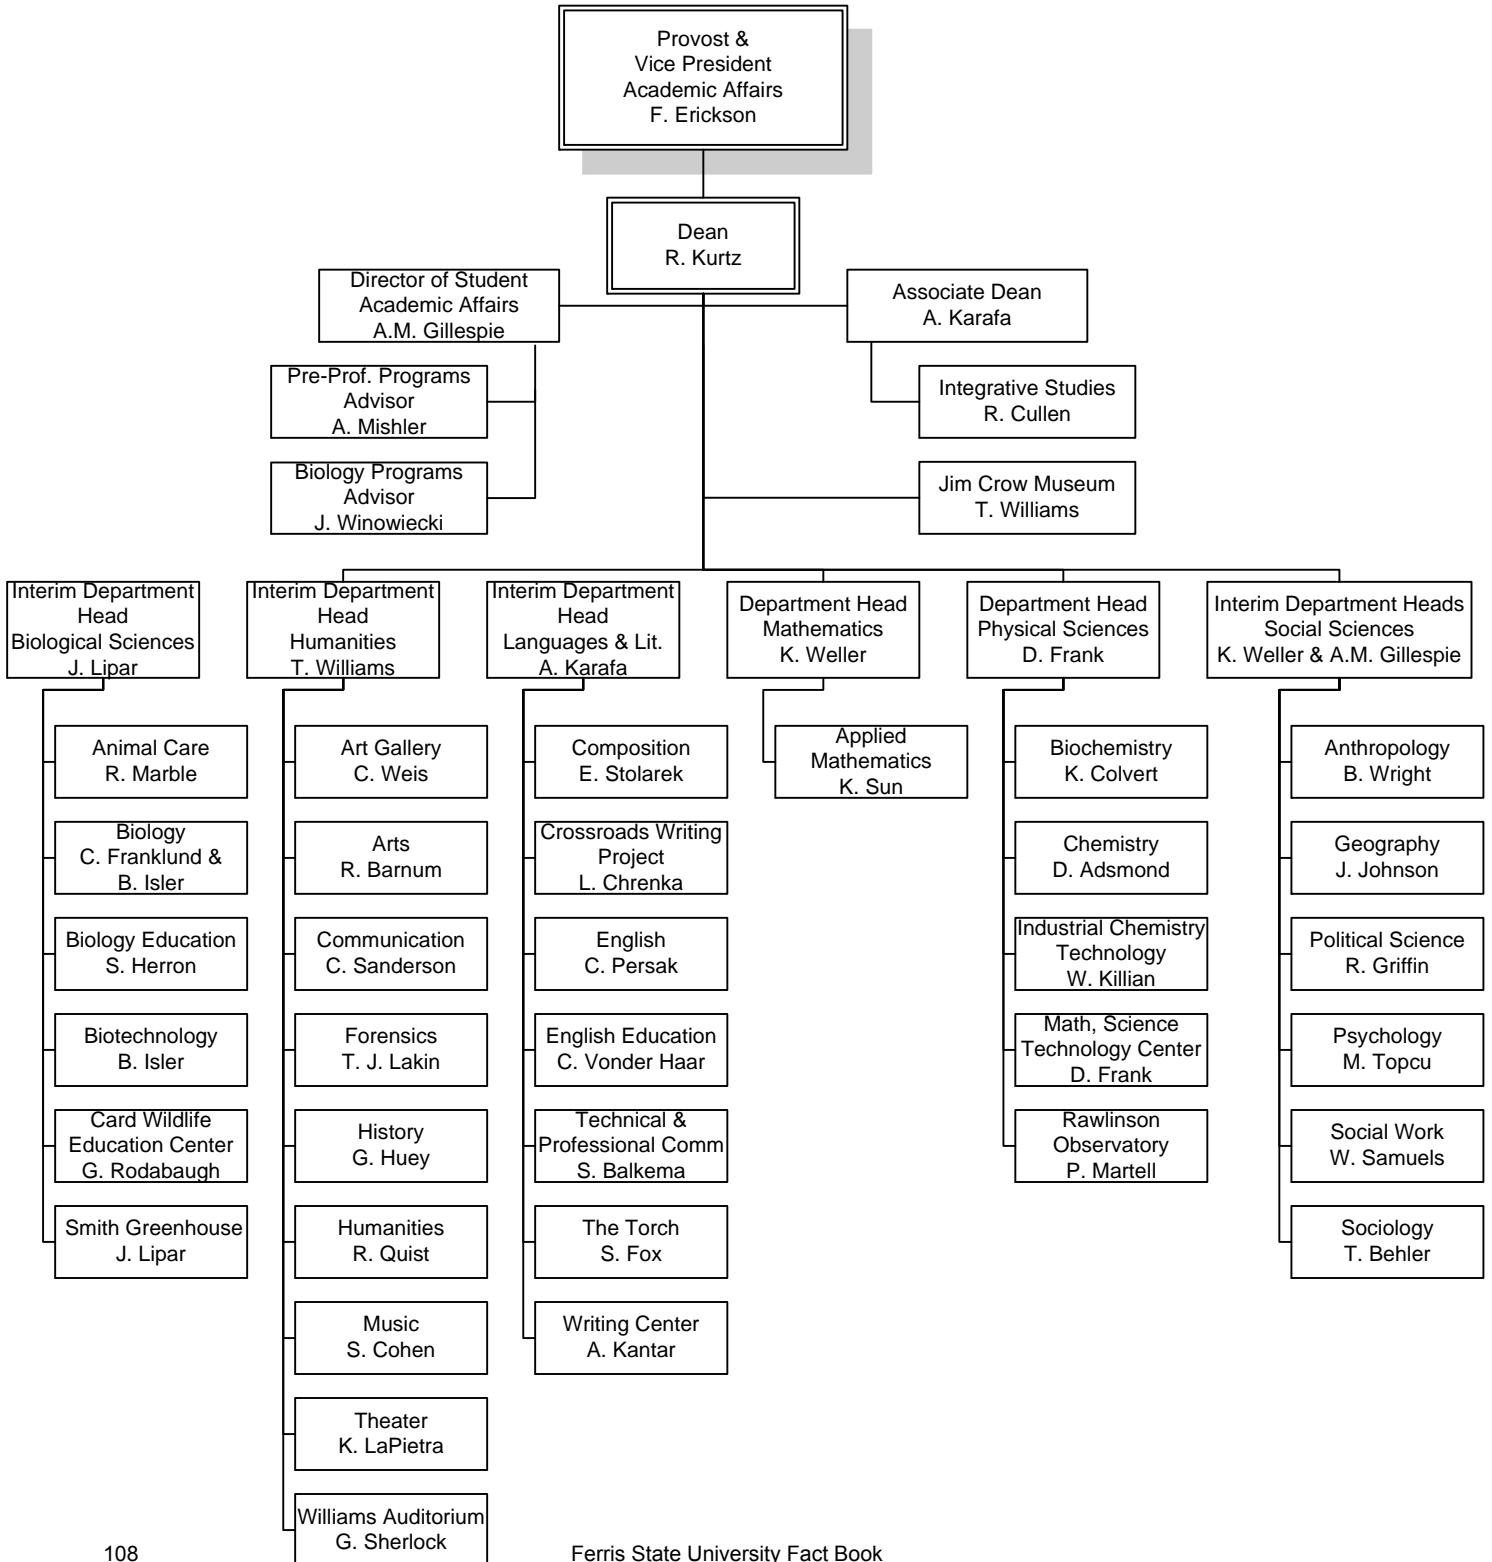 Provost &
Vice President
Academic Affairs
F. Erickson
Dean
R. Kurtz
Director of Student
Academic Affairs
A.M. Gillespie
Associate Dean
A. Karafa
Pre-Prof. Programs
Advisor
A. Mishler
Integrative Studies
R. Cullen
Biology Programs
Advisor
J. Winowiecki
Jim Crow Museum
T. Williams
Interim Department
Head
Biological Sciences
J. Lipar
Interim Department
Head
Humanities
T. Williams
Interim Department
Head
Languages & Lit.
A. Karafa
Department Head
Mathematics
K. Weller
Department Head
Physical Sciences
D. Frank
Interim Department Heads
Social Sciences
K. Weller & A.M. Gillespie
Animal Care
R. Marble
Art Gallery
C. Weis
Composition
E. Stolarek
Applied
Mathematics
K. Sun
Biochemistry
K. Colvert
Anthropology
B. Wright
Biology
C. Franklund &
B. Isler
Arts
R. Barnum
Crossroads Writing
Project
L. Chrenka
Chemistry
D. Adsmond
Geography
J. Johnson
Biology Education
S. Herron
Communication
C. Sanderson
English
C. Persak
Industrial Chemistry
Technology
W. Killian
Political Science
R. Griffin
Biotechnology
B. Isler
Forensics
T. J. Lakin
English Education
C. Vonder Haar
Math, Science
Technology Center
D. Frank
Psychology
M. Topcu
Card Wildlife
Education Center
G. Rodabaugh
History
G. Huey
Technical &
Professional Comm
S. Balkema
Rawlinson
Observatory
P. Martell
Social Work
W. Samuels
Smith Greenhouse
J. Lipar
Humanities
R. Quist
The Torch
S. Fox
Sociology
T. Behler
Music
S. Cohen
Writing Center
A. Kantar
Theater
K. LaPietra
Williams Auditorium
G. Sherlock
108
Ferris State University Fact Book